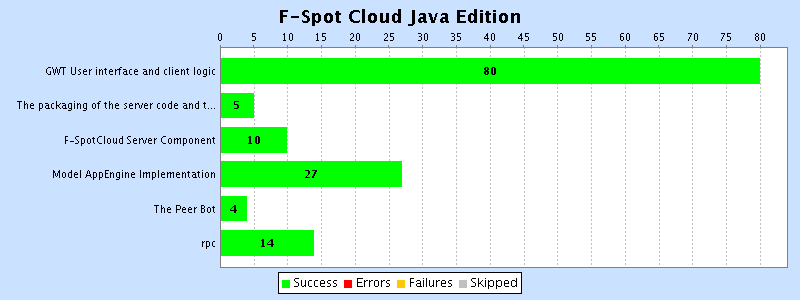 F-Spot Cloud Java Edition
0 5 10 15 20 25 30 35 40 45 50 55 60 65 70 75 80
GWT User interface and client logic 80
The packaging of the server code and t... 5
F-SpotCloud Server Component 10
Model AppEngine Implementation 27
The Peer Bot 4
rpc 14
Success Errors Failures Skipped